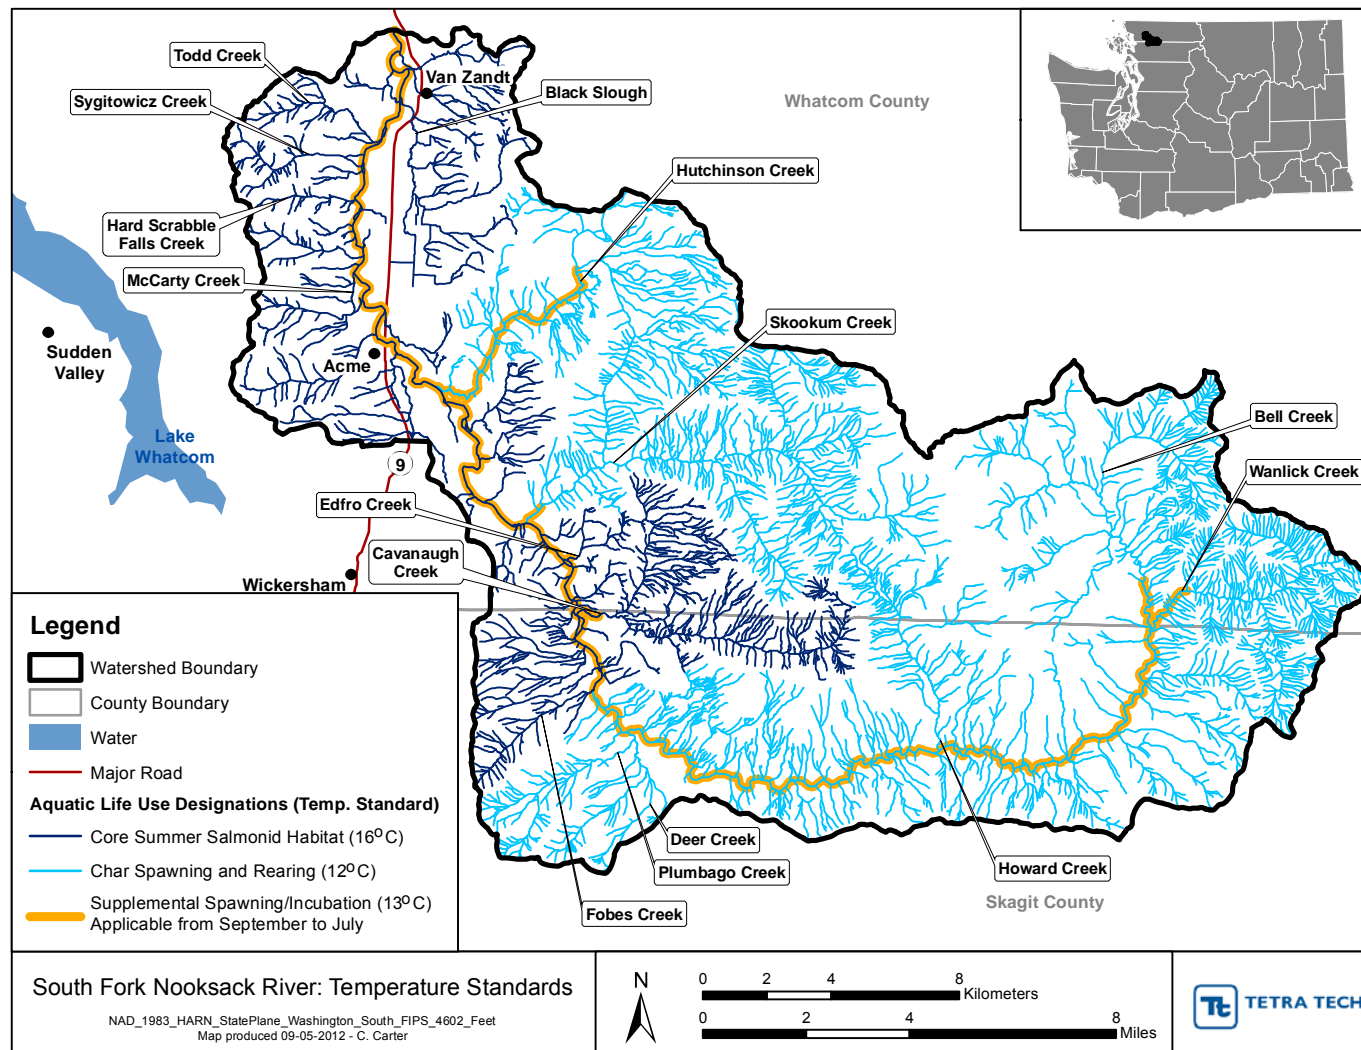 Todd Creek
Van Zandt
Sygitowicz Creek
Black Slough
Whatcom County
Hutchinson Creek
Hard Scrabble
Falls Creek
McCarty Creek
Skookum Creek
Sudden
Valley
Acme
Bell Creek
Lake
Whatcom
9
Wanlick Creek
Edfro Creek
Cavanaugh
Creek
Wickersham
Legend
Watershed Boundary
County Boundary
Water
Major Road
Aquatic Life Use Designations (Temp. Standard)
Core Summer Salmonid Habitat (16°C)
Char Spawning and Rearing (12°C)
Supplemental Spawning/Incubation (13°C)
Applicable from September to July
Deer Creek
Plumbago Creek
Howard Creek
Fobes Creek
Skagit County
South Fork Nooksack River: Temperature Standards
NAD_1983_HARN_StatePlane_Washington_South_FIPS_4602_Feet
Map produced 09-05-2012 - C. Carter
N
0 2 4 8
Kilometers
0 2 4 8
Miles
Tt TETRA TECH